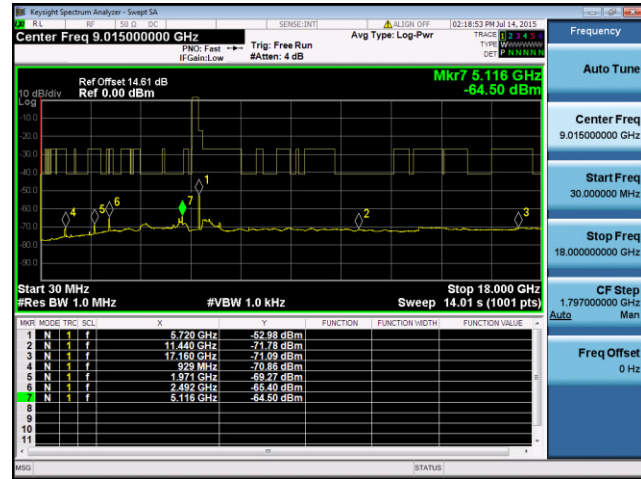 Keysight Spectrum Analyzer - Swept SA
RL RF 50 Ω DC SENSE:INT ALIGN OFF 02:18:53 PM Jul 14, 2015
Center Freq 9.015000000 GHz
PNO: Fast
IFGain:Low
Trig: Free Run
#Atten: 4 dB
Avg Type: Log-Pwr
TRACE 1 2 3 4 5 6
TYPE WWWWWW
DET P NNNNN
Frequency
Auto Tune
Center Freq
9.015000000 GHz
Start Freq
30.000000 MHz
Stop Freq
18.000000000 GHz
CF Step
1.797000000 GHz
Auto Man
Freq Offset
0 Hz
Ref Offset 14.61 dB
10 dB/div Ref 0.00 dBm
Log
Mkr7 5.116 GHz
-64.50 dBm
-10.0
-20.0
-30.0
-40.0
-50.0
-60.0
-70.0
-80.0
-90.0
1
2
3
4
5
6
7
Start 30 MHz Stop 18.000 GHz
#Res BW 1.0 MHz #VBW 1.0 kHz Sweep 14.01 s (1001 pts)
MKR MODE TRC SCL X Y FUNCTION FUNCTION WIDTH FUNCTION VALUE
1 N 1 f 5.720 GHz -52.98 dBm
2 N 1 f 11.440 GHz -71.78 dBm
3 N 1 f 17.160 GHz -71.09 dBm
4 N 1 f 929 MHz -70.86 dBm
5 N 1 f 1.971 GHz -69.27 dBm
6 N 1 f 2.492 GHz -65.40 dBm
7 N 1 f 5.116 GHz -64.50 dBm
8
9
10
11
MSG STATUS